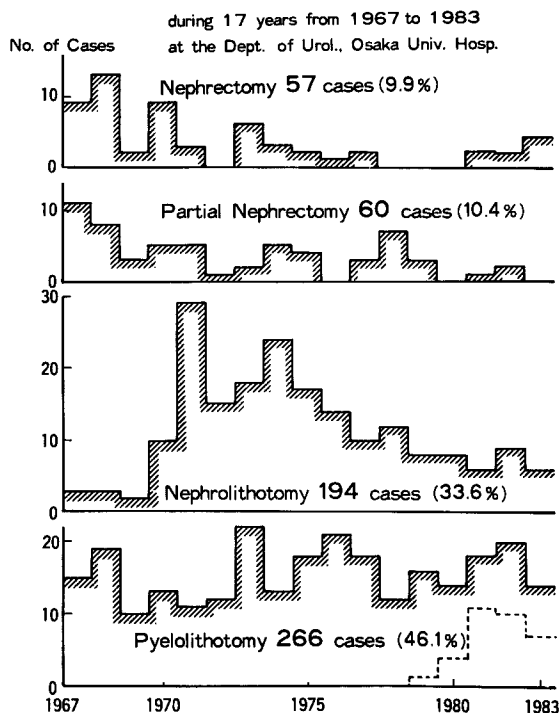 during 17 years from 1967 to 1983
No. of Cases at the Dept. of Urol., Osaka Univ. Hosp.
10
Nephrectomy 57 cases (9.9%)
0
10
Partial Nephrectomy 60 cases (10.4%)
0
30
20
10
Nephrolithotomy 194 cases (33.6%)
0
20
10
Pyelolithotomy 266 cases (46.1%)
0
1967 1970 1975 1980 1983